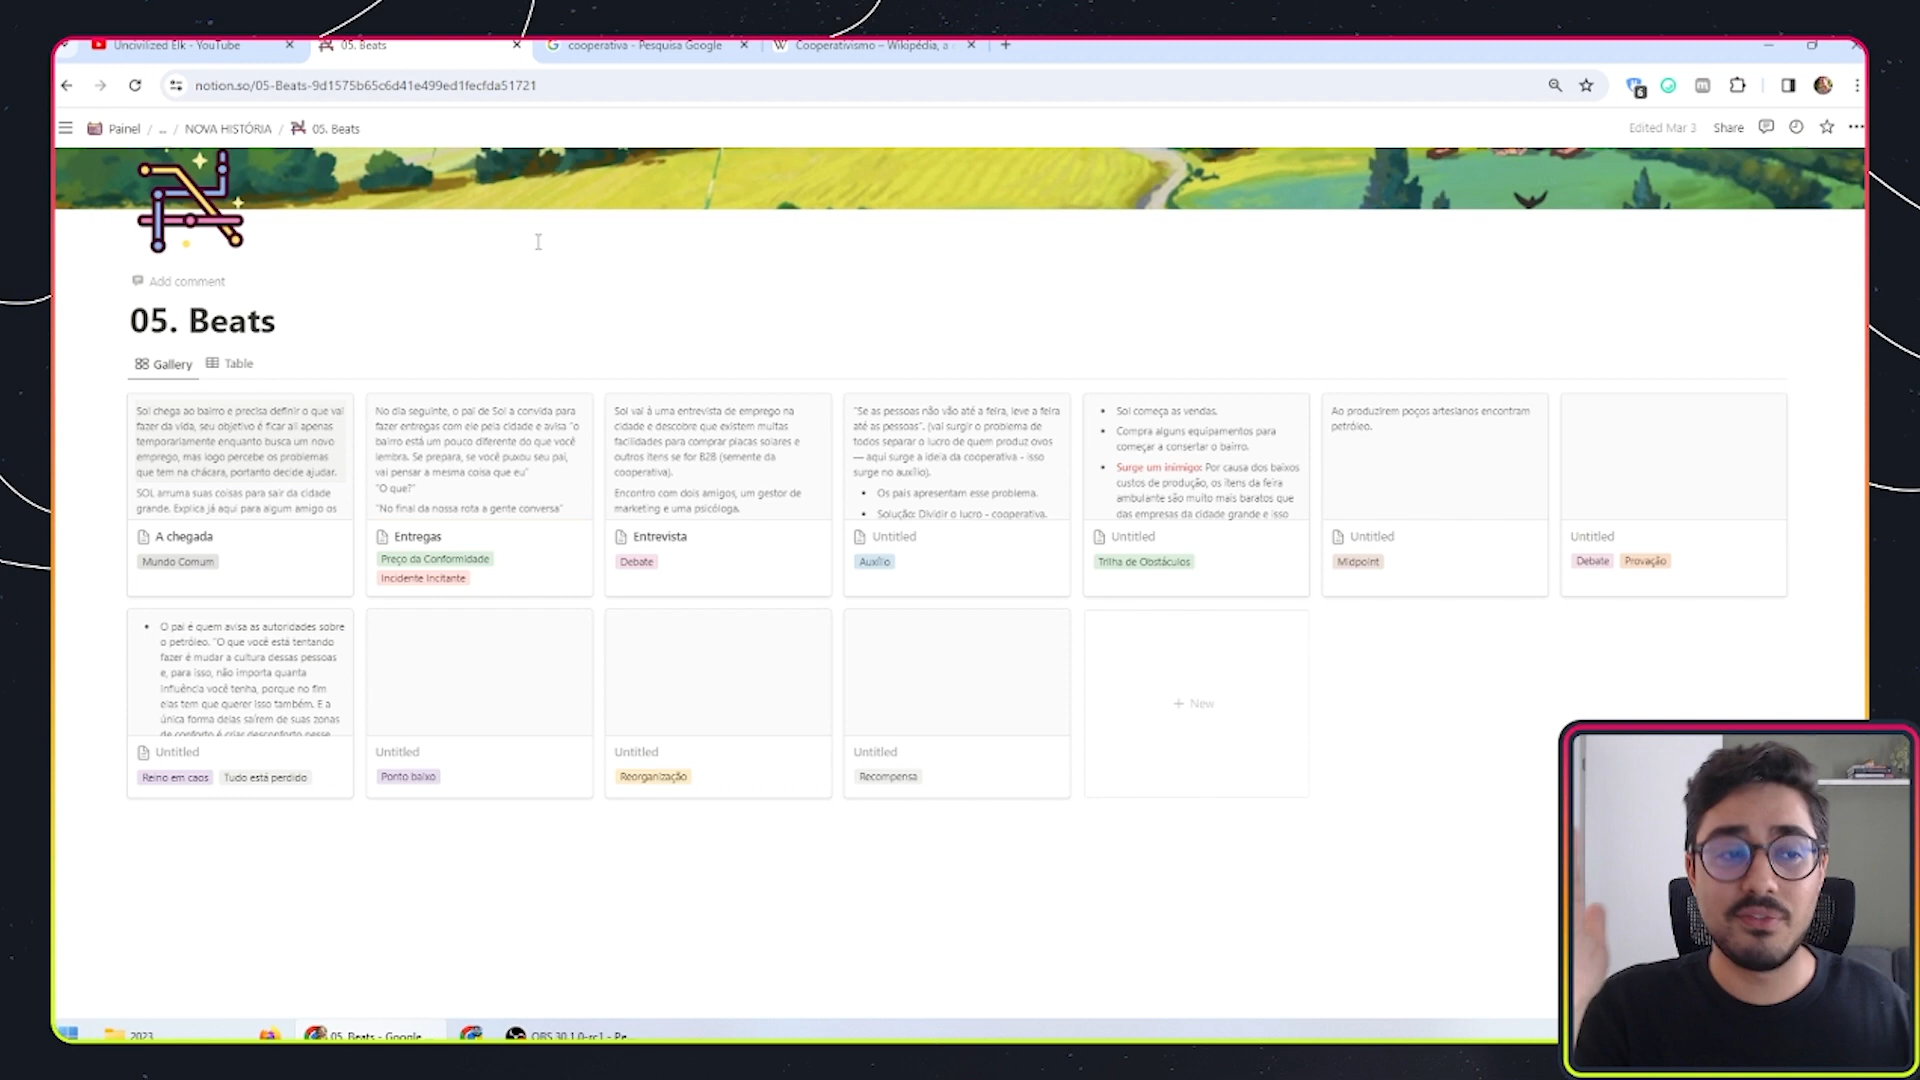 Uncivilized Elk - YouTube
05. Beats
cooperativa - Pesquisa Google
Cooperativismo – Wikipédia, a
notion.so/05-Beats-9d1575b65c6d41e499ed1fecfda51721
6
Painel / ... / NOVA HISTÓRIA / 05. Beats
Edited Mar 3
Share
Add comment
05. Beats
Gallery
Table
Sol chega ao bairro e precisa definir o que vai
fazer da vida, seu objetivo é ficar ali apenas
temporariamente enquanto busca um novo
emprego, mas logo percebe os problemas
que tem na chácara, portanto decide ajudar.
SOL arruma suas coisas para sair da cidade
grande. Explica já aqui para algum amigo os
A chegada
Mundo Comum
No dia seguinte, o pai de Sol a convida para
fazer entregas com ele pela cidade e avisa "o
bairro está um pouco diferente do que você
lembra. Se prepara, se você puxou seu pai,
vai pensar a mesma coisa que eu"
"O que?"
"No final da nossa rota a gente conversa"
Entregas
Preço da Conformidade
Incidente Incitante
Sol vai à uma entrevista de emprego na
cidade e descobre que existem muitas
facilidades para comprar placas solares e
outros itens se for B2B (semente da
cooperativa).
Encontro com dois amigos, um gestor de
marketing e uma psicóloga.
Entrevista
Debate
"Se as pessoas não vão até a feira, leve a feira
até as pessoas". (vai surgir o problema de
todos separar o lucro de quem produz ovos
— aqui surge a ideia da cooperativa - isso
surge no auxílio).
• Os pais apresentam esse problema.
• Solução: Dividir o lucro - cooperativa.
Untitled
Auxílio
• Sol começa as vendas.
• Compra alguns equipamentos para
começar a consertar o bairro.
• Surge um inimigo: Por causa dos baixos
custos de produção, os itens da feira
ambulante são muito mais baratos que
das empresas da cidade grande e isso
Untitled
Trilha de Obstáculos
Ao produzirem poços artesianos encontram
petróleo.
Untitled
Midpoint
Untitled
Debate
Provação
• O pai é quem avisa as autoridades sobre
o petróleo. "O que você está tentando
fazer é mudar a cultura dessas pessoas
e, para isso, não importa quanta
influência você tenha, porque no fim
elas tem que querer isso também. E a
única forma delas saírem de suas zonas
de conforto é criar desconforto nesse
Untitled
Reino em caos
Tudo está perdido
Untitled
Ponto baixo
Untitled
Reorganização
Untitled
Recompensa
+ New
2023
05. Beats - Google
OBS 30.1.0-rc1 - Pe